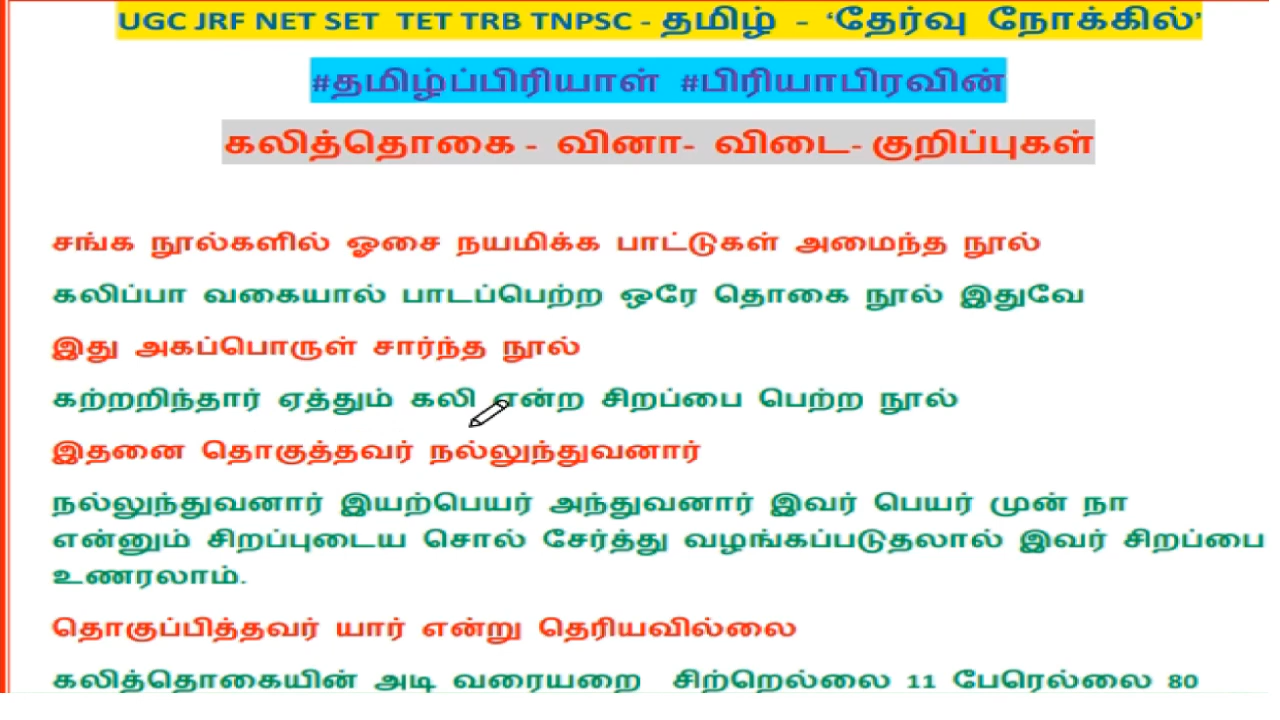 UGC JRF NET SET TET TRB TNPSC - தமிழ் - ‘தேர்வு நோக்கில்’
#தமிழ்ப்பிரியாள் #பிரியாபிரவின்
கலித்தொகை - வினா- விடை- குறிப்புகள்
சங்க நூல்களில் ஓசை நயமிக்க பாட்டுகள் அமைந்த நூல்
கலிப்பா வகையால் பாடப்பெற்ற ஒரே தொகை நூல் இதுவே
இது அகப்பொருள் சார்ந்த நூல்
கற்றறிந்தார் ஏத்தும் கலி என்ற சிறப்பை பெற்ற நூல்
இதனை தொகுத்தவர் நல்லுந்துவனார்
நல்லுந்துவனார் இயற்பெயர் அந்துவனார் இவர் பெயர் முன் நா
என்னும் சிறப்புடைய சொல் சேர்த்து வழங்கப்படுதலால் இவர் சிறப்பை
உணரலாம்.
தொகுப்பித்தவர் யார் என்று தெரியவில்லை
கலித்தொகையின் அடி வரையறை சிற்றெல்லை 11 பேரெல்லை 80